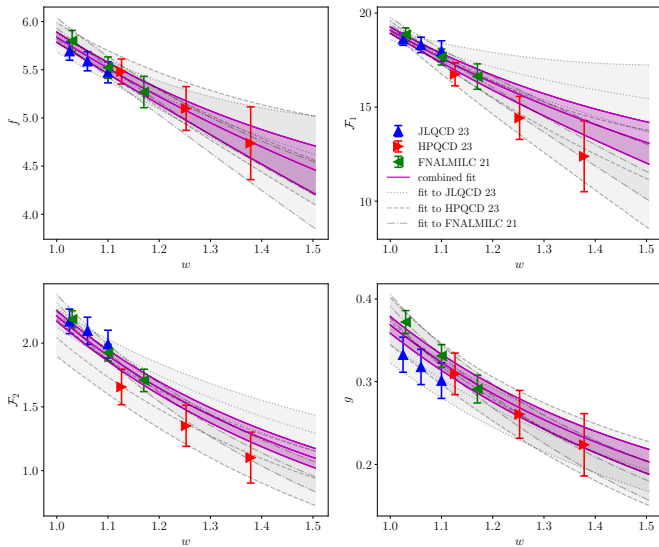 6.0
5.5
5.0
4.5
4.0
f
1.0 1.1 1.2 1.3 1.4 1.5
w
20
15
10
F₁
JLQCD 23
HPQCD 23
FNALMILC 21
combined fit
fit to JLQCD 23
fit to HPQCD 23
fit to FNALMILC 21
1.0 1.1 1.2 1.3 1.4 1.5
w
2.0
1.5
1.0
F₂
1.0 1.1 1.2 1.3 1.4 1.5
w
0.4
0.3
0.2
g
1.0 1.1 1.2 1.3 1.4 1.5
w